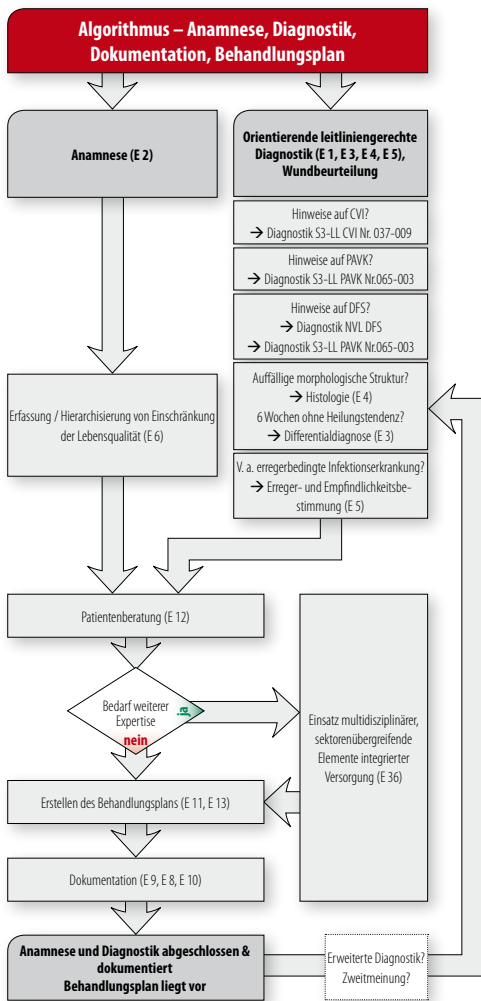 Algorithmus – Anamnese, Diagnostik,
Dokumentation, Behandlungsplan
Anamnese (E 2)
Orientierende leitliniengerechte
Diagnostik (E 1, E 3, E 4, E 5),
Wundbeurteilung
Hinweise auf CVI?
→ Diagnostik S3-LL CVI Nr. 037-009
Hinweise auf PAVK?
→ Diagnostik S3-LL PAVK Nr.065-003
Hinweise auf DFS?
→ Diagnostik NVL DFS
→ Diagnostik S3-LL PAVK Nr.065-003
Auffällige morphologische Struktur?
→ Histologie (E 4)
6 Wochen ohne Heilungstendenz?
→ Differentialdiagnose (E 3)
Erfassung / Hierarchisierung von Einschränkung
der Lebensqualität (E 6)
V. a. erregerbedingte Infektionserkrankung?
→ Erreger- und Empfindlichkeitsbe-
stimmung (E 5)
Patientenberatung (E 12)
Bedarf weiterer
Expertise
ja
nein
Einsatz multidisziplinärer,
sektorenübergreifende
Elemente integrierter
Versorgung (E 36)
Erstellen des Behandlungsplans (E 11, E 13)
Dokumentation (E 9, E 8, E 10)
Anamnese und Diagnostik abgeschlossen &
dokumentiert
Behandlungsplan liegt vor
Erweiterte Diagnostik?
Zweitmeinung?